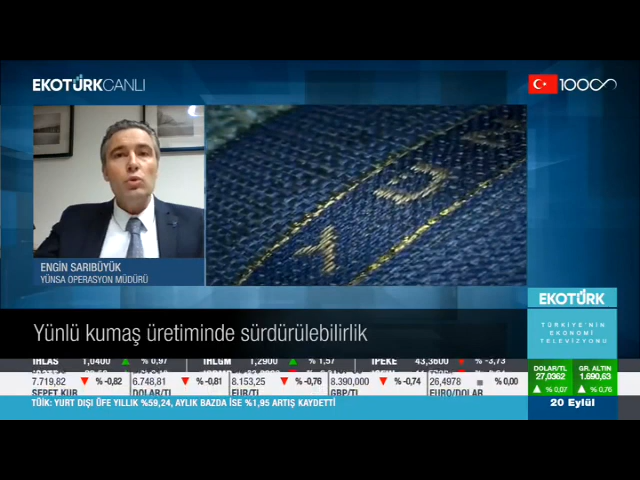 EKOTÜRK CANLI
100
ENGİN SARIBÜYÜK
YÜNSA OPERASYON MÜDÜRÜ
EKOTÜRK
TÜRKİYE'NİN
EKONOMİ
TELEVİZYONU
Yünlü kumaş üretiminde sürdürülebilirlik
IHLAS 1,0400 % 0,97 IHLGM 1,2900 % 1,57 IPEKE 43,3600 % -3,73
7.719,82 % -0,82 6.748,81 % -0,81 8.153,25 % -0,76 8.390,000 % -0,74 26,4978 % 0,00
SEPET KUR DOLAR/TL EUR/TL GBP/TL EURO/DOLAR
DOLAR/TL GR. ALTIN
27,0362 1.690,63
% 0,07 % 0,76
TÜİK: YURT DIŞI ÜFE YILLIK %59,24, AYLIK BAZDA İSE %1,95 ARTIŞ KAYDETTİ
20 Eylül